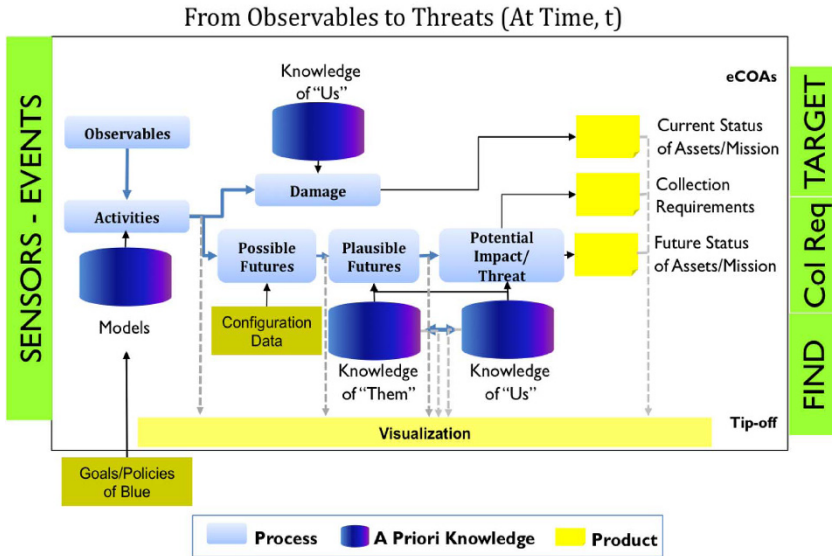 From Observables to Threats (At Time, t)
SENSORS - EVENTS
Knowledge
of “Us”
eCOAs
Observables
Activities
Damage
Current Status
of Assets/Mission
Collection
Requirements
Possible
Futures
Plausible
Futures
Potential
Impact/
Threat
Future Status
of Assets/Mission
Models
Configuration
Data
Knowledge
of “Them”
Knowledge
of “Us”
Visualization
Tip-off
TARGET
Col Req
FIND
Goals/Policies
of Blue
Process
A Priori Knowledge
Product